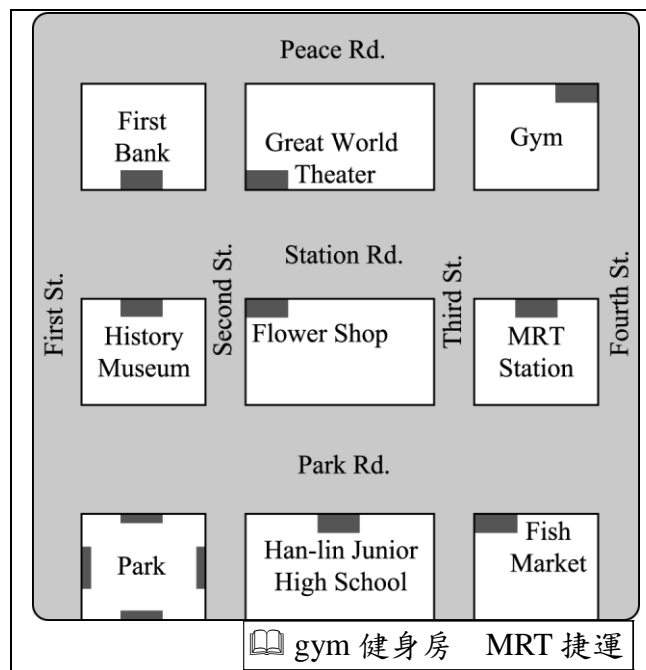 Peace Rd.
First
Bank
Great World
Theater
Gym
Station Rd.
First St.
Second St.
Third St.
Fourth St.
History
Museum
Flower Shop
MRT
Station
Park Rd.
Park
Han-lin Junior
High School
Fish
Market
gym 健身房 MRT 捷運